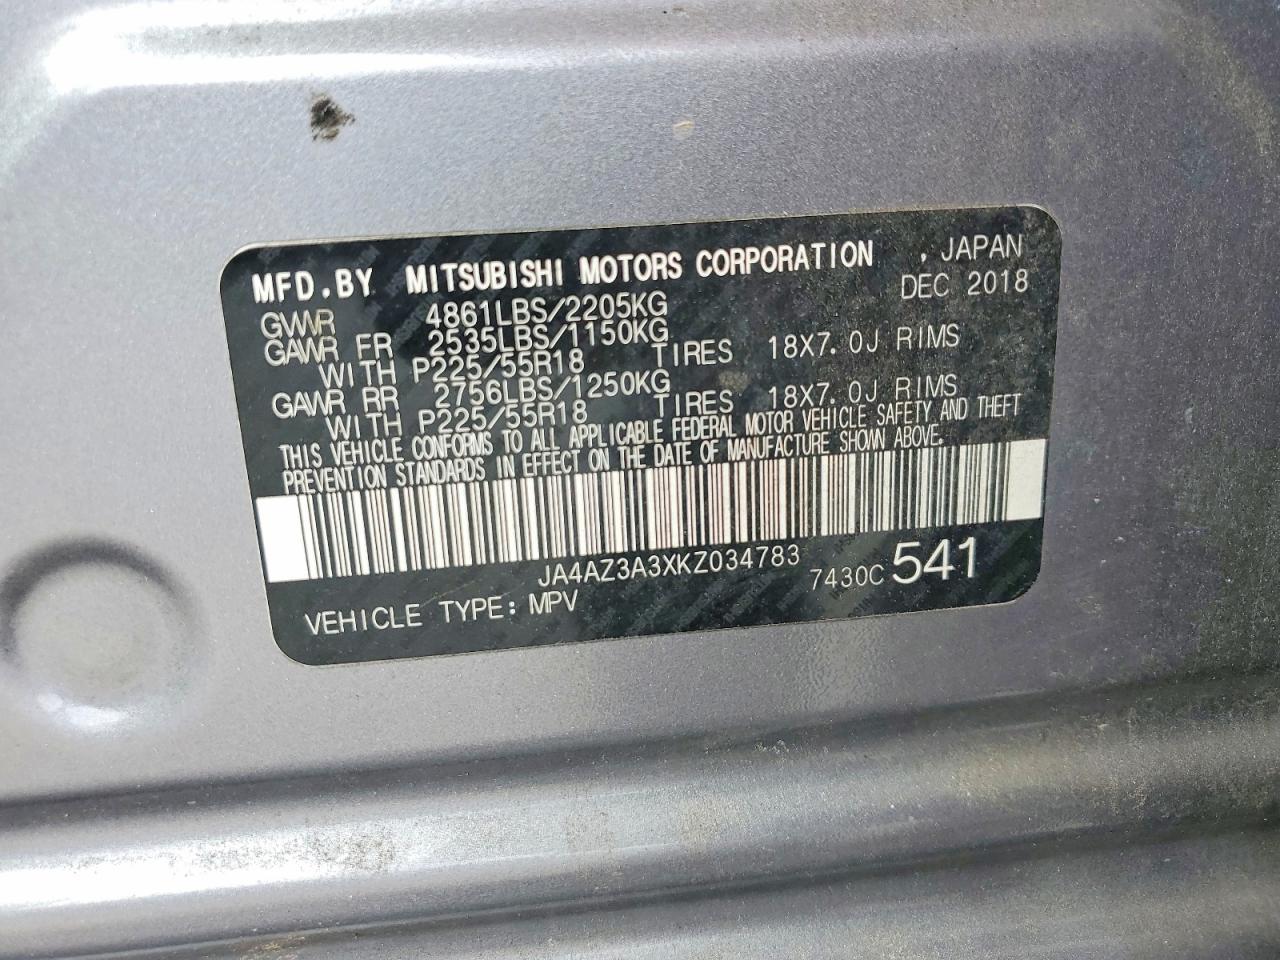 MFD.BY MITSUBISHI MOTORS CORPORATION , JAPAN
DEC 2018
GVWR 4861LBS/2205KG
GAWR FR 2535LBS/1150KG
WITH P225/55R18 TIRES 18X7.0J RIMS
GAWR RR 2756LBS/1250KG
WITH P225/55R18 TIRES 18X7.0J RIMS
THIS VEHICLE CONFORMS TO ALL APPLICABLE FEDERAL MOTOR VEHICLE SAFETY AND THEFT
PREVENTION STANDARDS IN EFFECT ON THE DATE OF MANUFACTURE SHOWN ABOVE.
JA4AZ3A3XKZ034783 7430C 541
VEHICLE TYPE: MPV